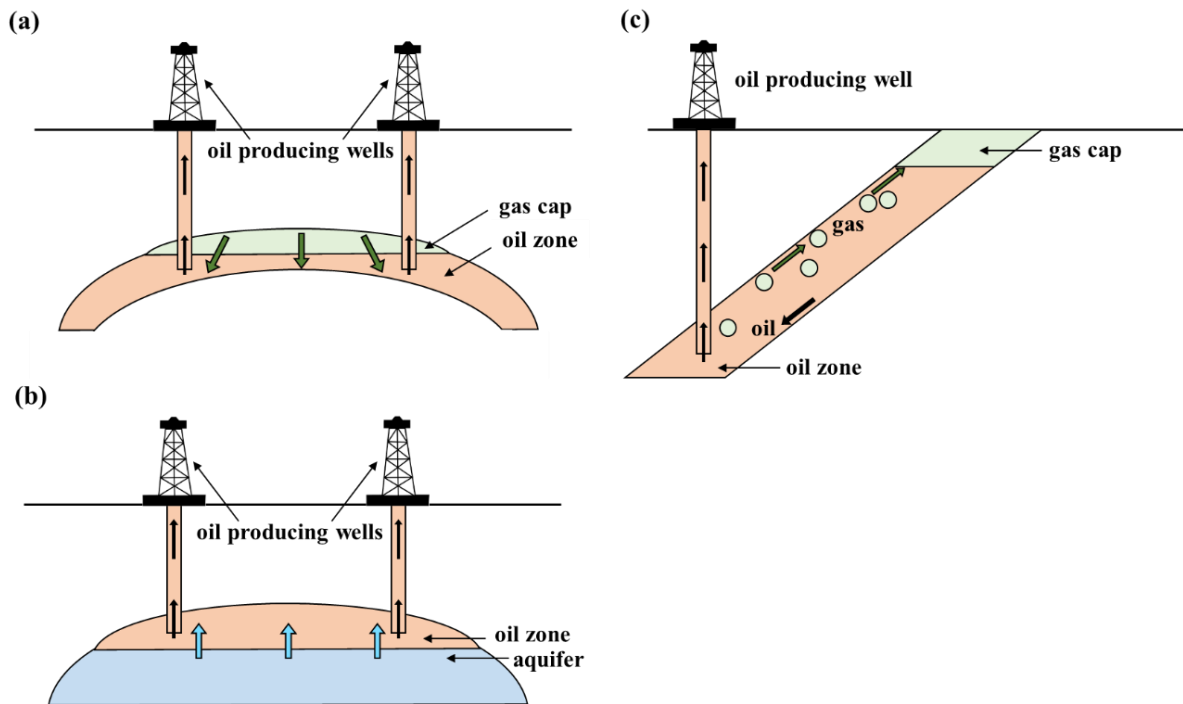 (a)
oil producing wells
gas cap
oil zone
(b)
oil producing wells
oil zone
aquifer
(c)
oil producing well
gas cap
gas
oil
oil zone